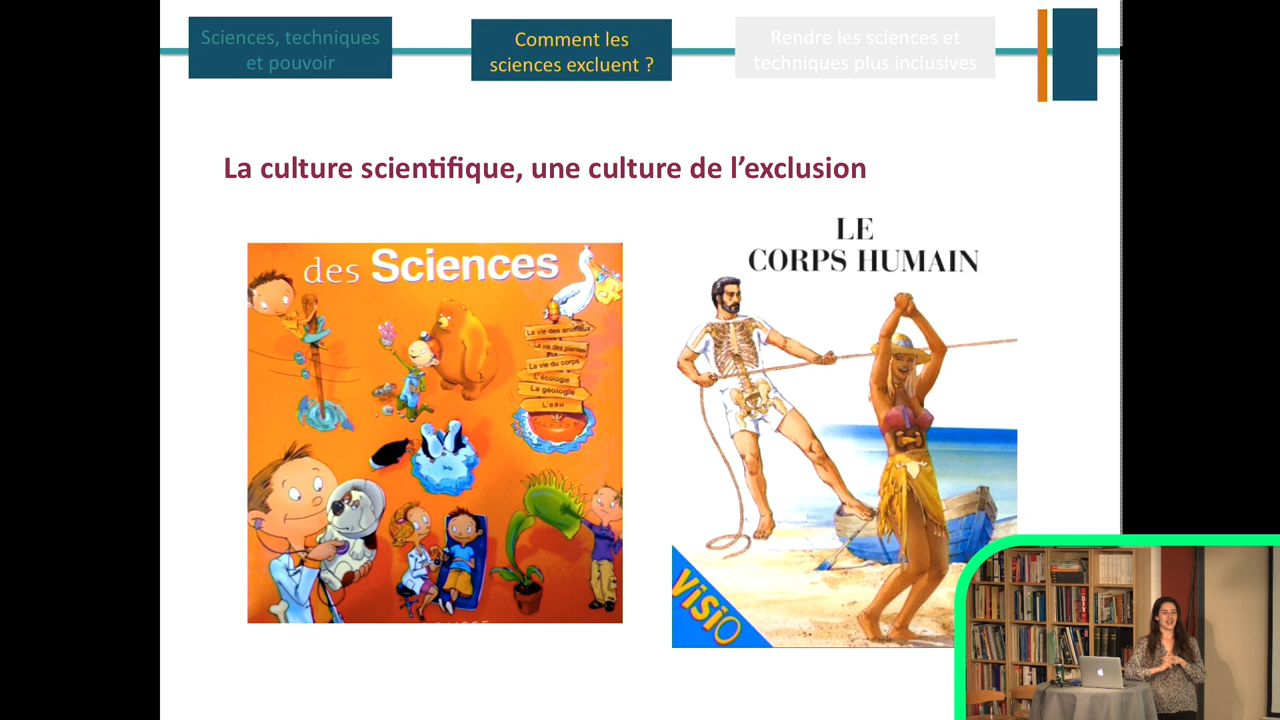 Sciences, techniques
et pouvoir
Comment les
sciences excluent ?
Rendre les sciences et
techniques plus inclusives
La culture scientifique, une culture de l’exclusion
des Sciences
La vie des animaux
La vie des plantes
La vie du corps
L'écologie
La géologie
L'eau
LE
CORPS HUMAIN
VISIO